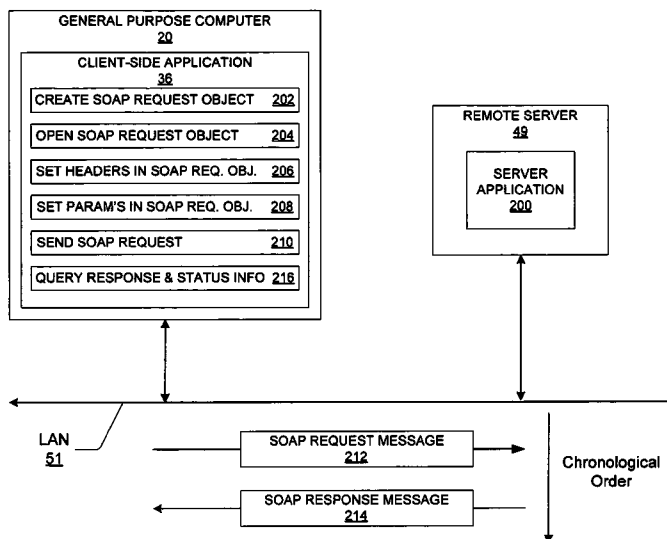 GENERAL PURPOSE COMPUTER
20
CLIENT-SIDE APPLICATION
36
CREATE SOAP REQUEST OBJECT 202
OPEN SOAP REQUEST OBJECT 204
SET HEADERS IN SOAP REQ. OBJ. 206
SET PARAM'S IN SOAP REQ. OBJ. 208
SEND SOAP REQUEST 210
QUERY RESPONSE & STATUS INFO 216
REMOTE SERVER
49
SERVER
APPLICATION
200
LAN
51
SOAP REQUEST MESSAGE
212
SOAP RESPONSE MESSAGE
214
Chronological
Order